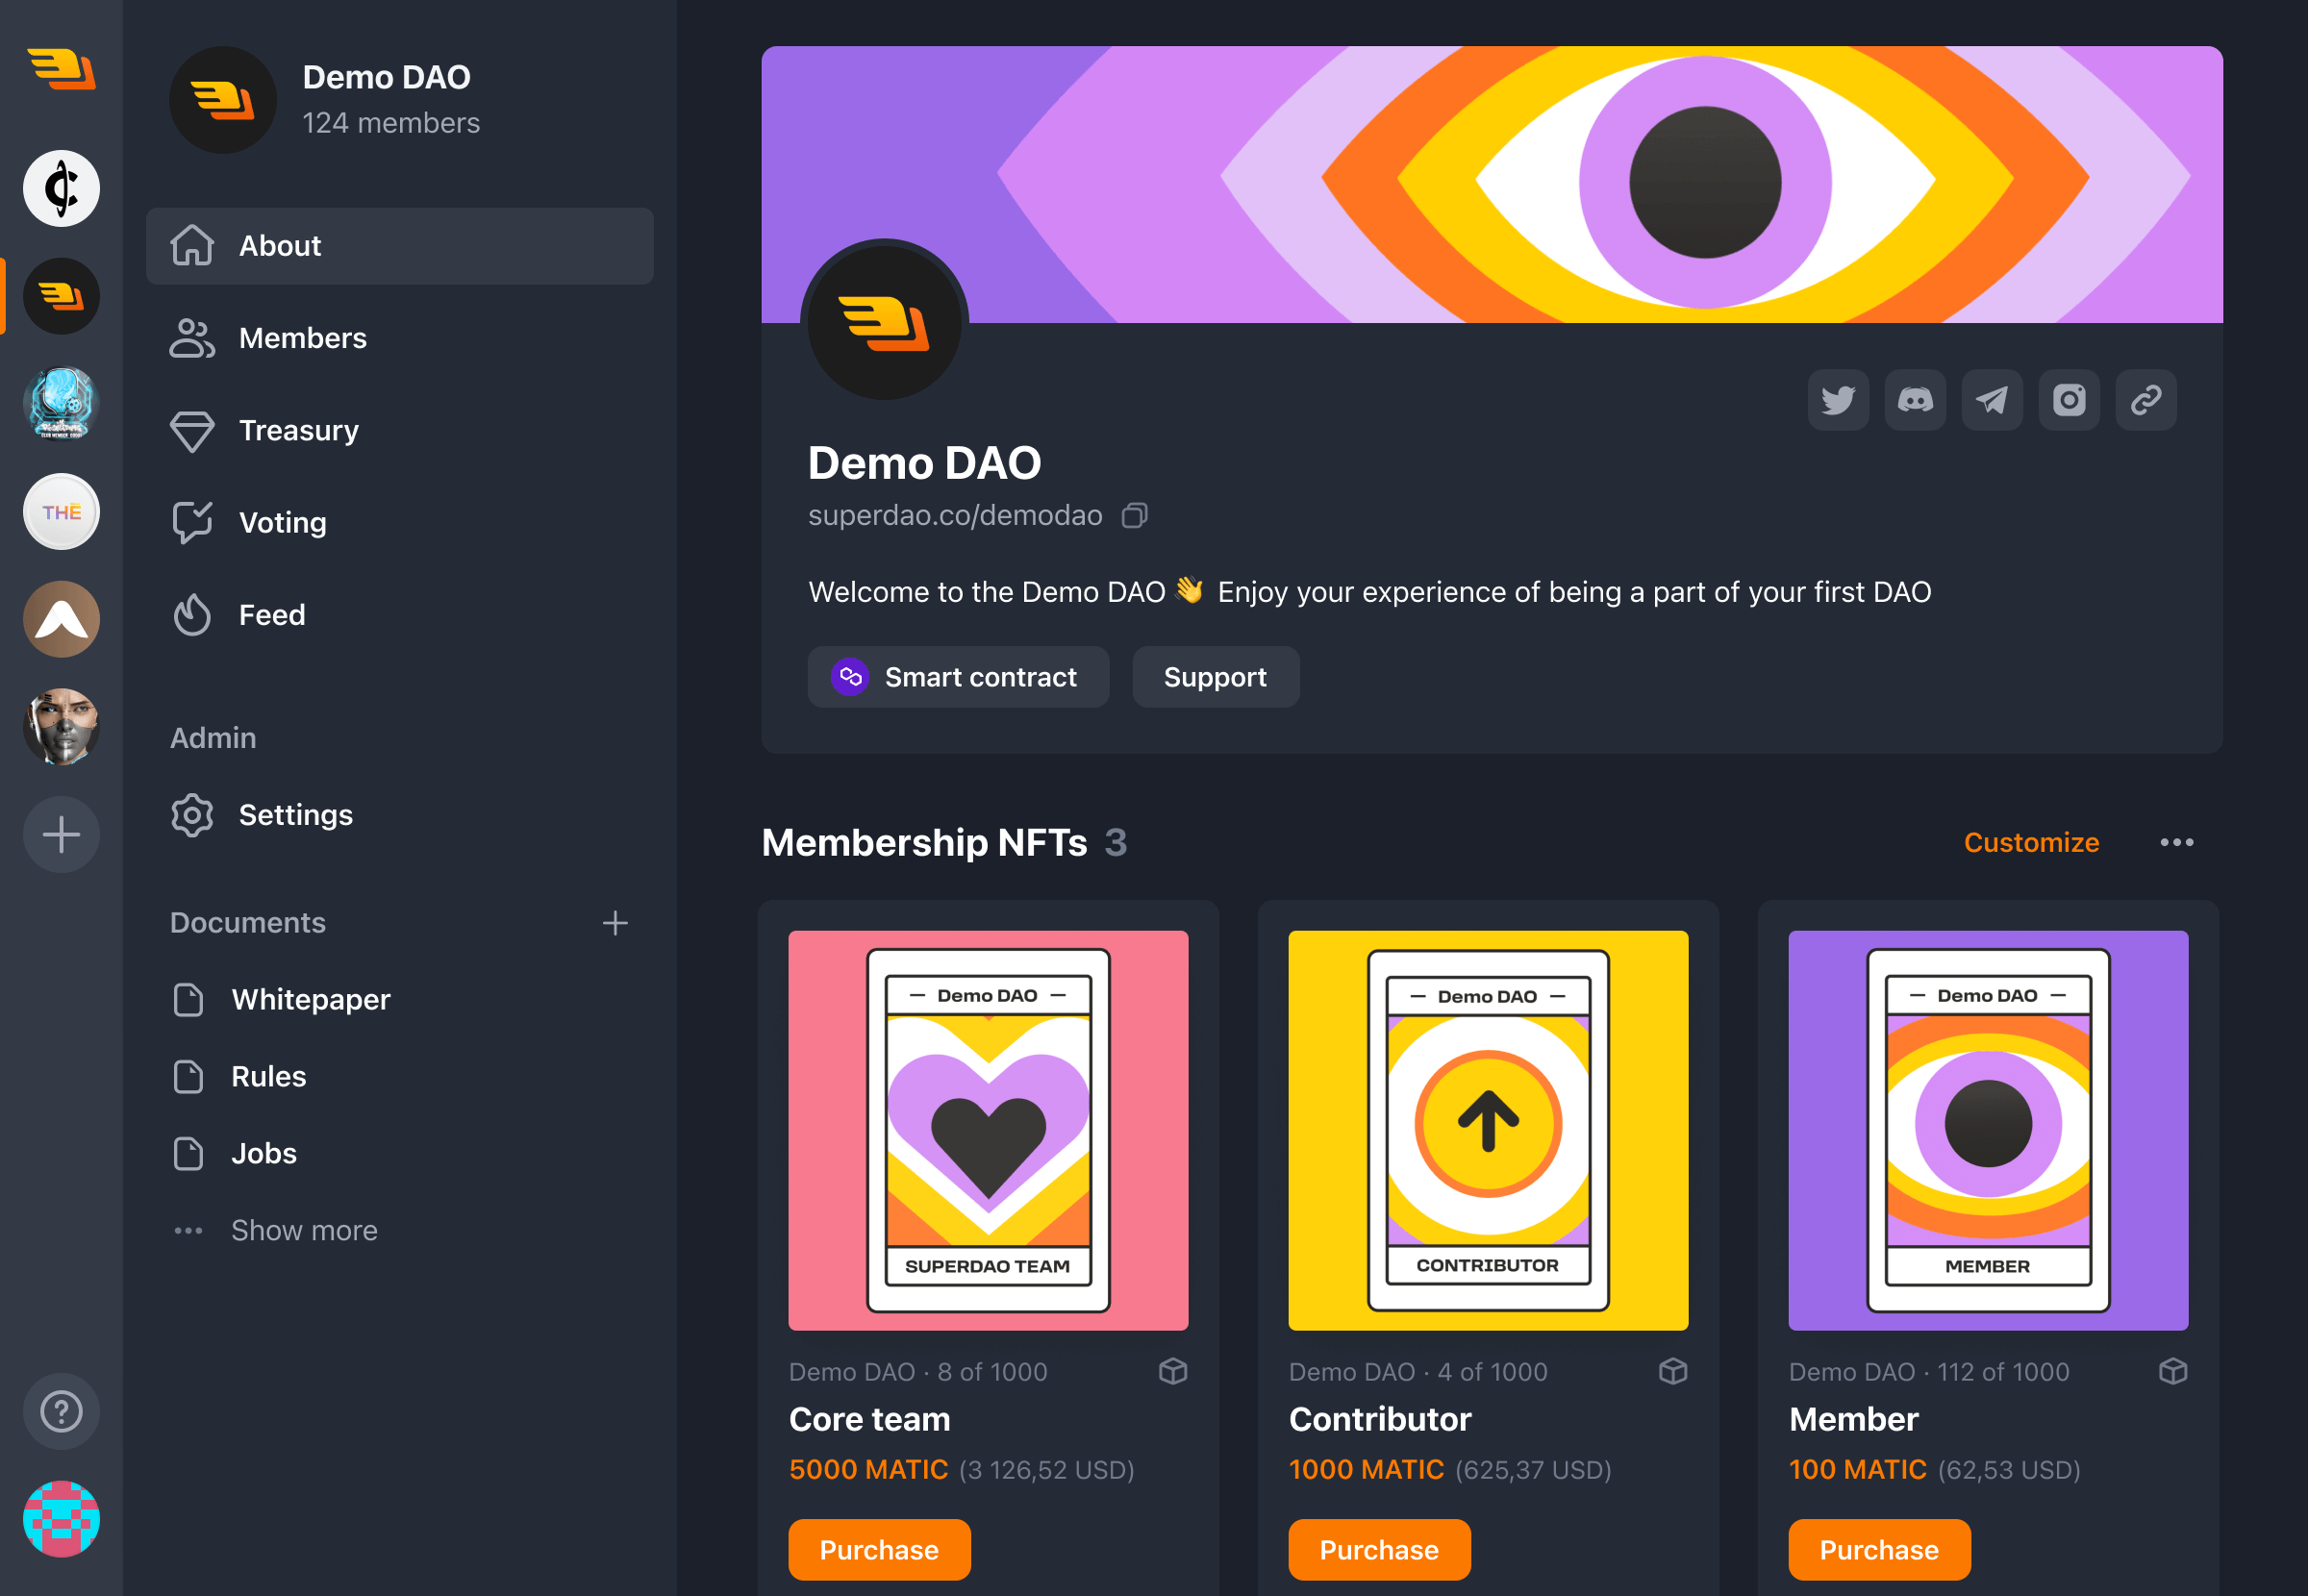 Demo DAO
124 members
About
Members
Treasury
Voting
Feed
Admin
Settings
Documents
Whitepaper
Rules
Jobs
Show more
THE
Demo DAO
superdao.co/demodao
Welcome to the Demo DAO 👋 Enjoy your experience of being a part of your first DAO
Smart contract
Support
Membership NFTs 3
Customize
Demo DAO
SUPERDAO TEAM
Demo DAO · 8 of 1000
Core team
5000 MATIC (3 126,52 USD)
Purchase
Demo DAO
CONTRIBUTOR
Demo DAO · 4 of 1000
Contributor
1000 MATIC (625,37 USD)
Purchase
Demo DAO
MEMBER
Demo DAO · 112 of 1000
Member
100 MATIC (62,53 USD)
Purchase